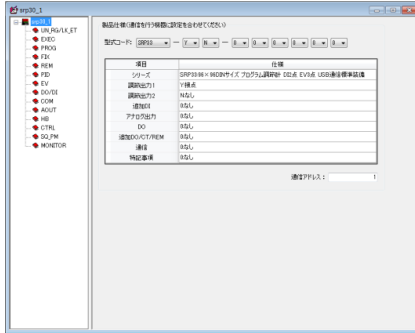 srp30_1
srp30_1
UN_RG/LK_ET
EXEC
PROG
FIX
REM
PID
EV
DO/DI
COM
AOUT
HB
CTRL
SO_PM
MONITOR
製品仕様(通信を行う機器に設定を合わせてください)
型式コード: SRP33 — Y N — 0 0 0 0 0 0
項目 仕様
シリーズ SRP33:96×96DINサイズ プログラム調節計 DI2点 EV3点 USB通信標準装備
調節出力1 Y:接点
調節出力2 N:なし
追加DI 0:なし
アナログ出力 0:なし
DO 0:なし
追加DO/CT/REM 0:なし
通信 0:なし
特記事項 0:なし
通信アドレス: 1